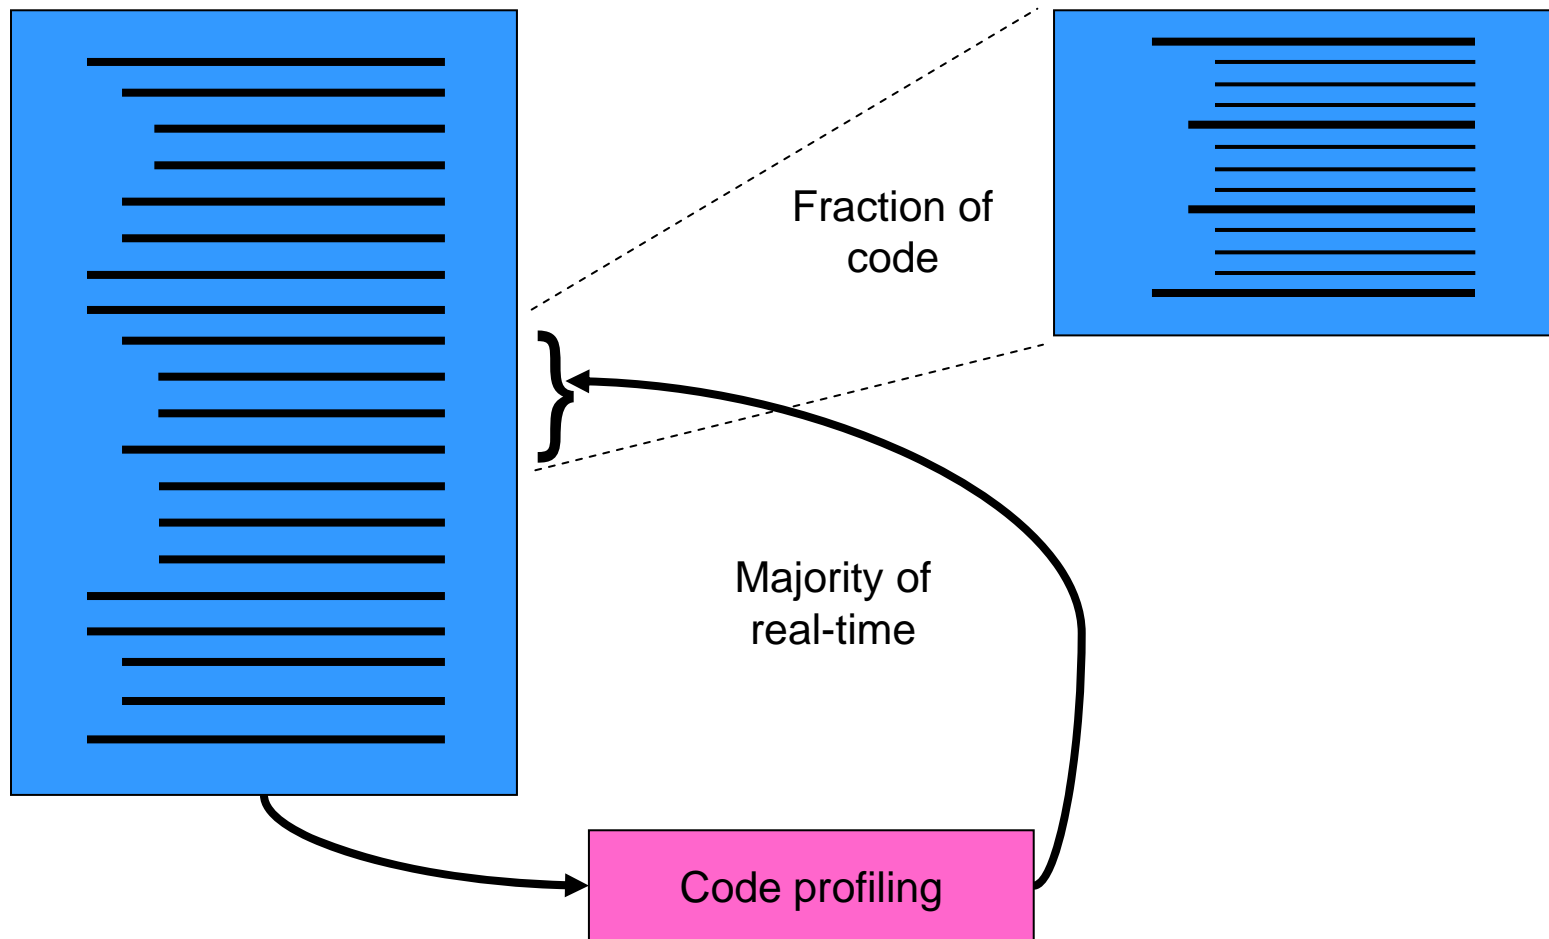 Fraction of
code
Majority of
real-time
Code profiling